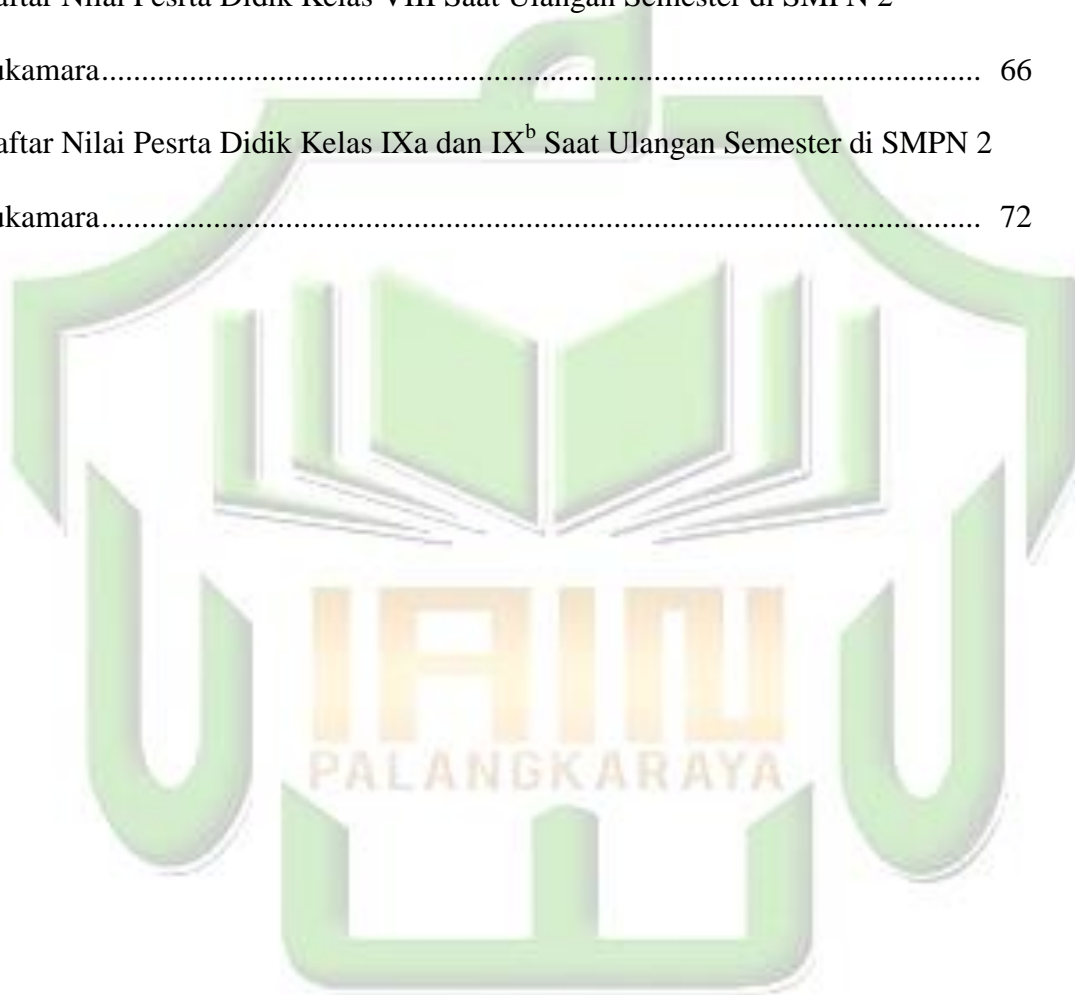 aftar Nilai Pesrta Didik Kelas VIII Saat Ulangan Semester di SMPN 2
ukamara............................................................................................................. 66
aftar Nilai Pesrta Didik Kelas IXa dan IX^b Saat Ulangan Semester di SMPN 2
ukamara............................................................................................................. 72
IAIN
PALANGKARAYA